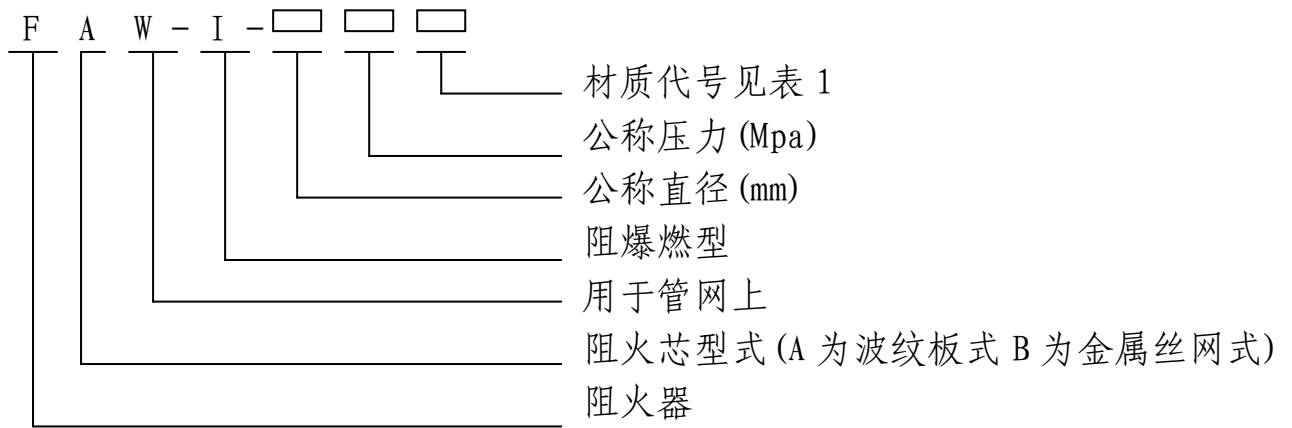 F A W-I-
材质代号见表 1
公称压力(Mpa)
公称直径(mm)
阻爆燃型
用于管网上
阻火芯型式(A 为波纹板式 B 为金属丝网式)
阻火器